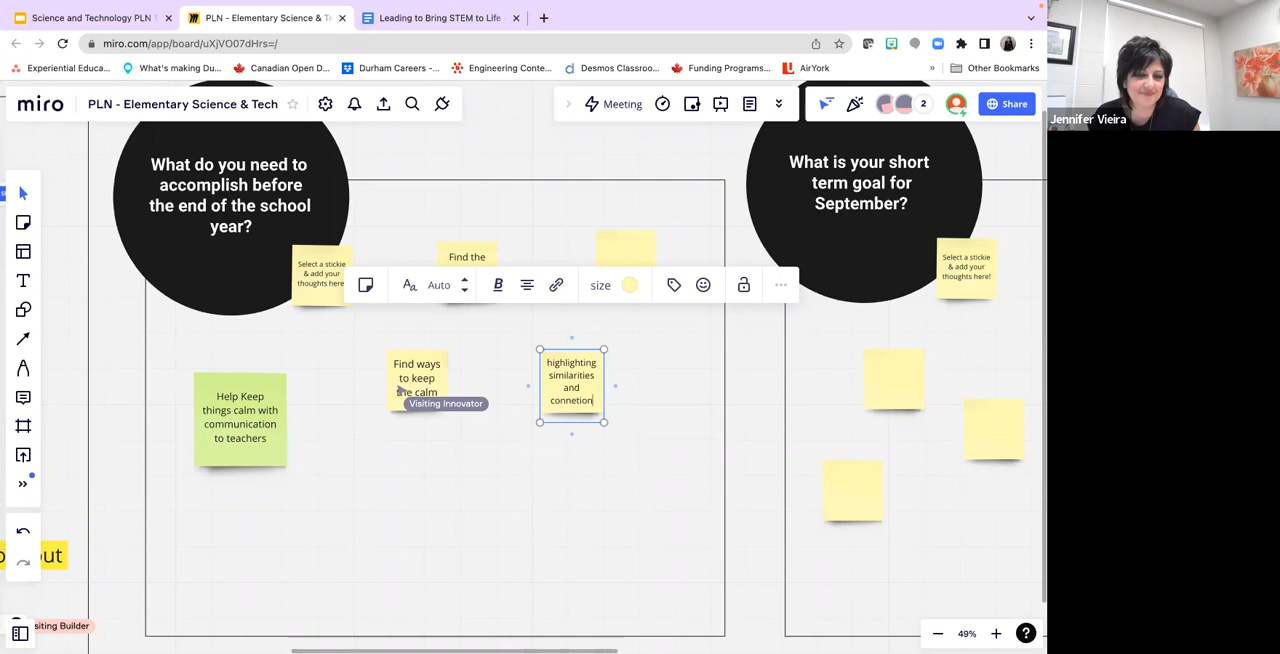 Science and Technology PLN 1
PLN - Elementary Science & Te
Leading to Bring STEM to Life -
miro.com/app/board/uXjVO07dHrs=/
Experiential Educa...
What's making Du...
Canadian Open D...
Durham Careers -...
Engineering Conte...
Desmos Classroo...
Funding Programs...
AirYork
»
Other Bookmarks
miro
PLN - Elementary Science & Tech
Meeting
2
Share
Jennifer Vieira
What do you need to
accomplish before
the end of the school
year?
What is your short
term goal for
September?
Select a stickie
& add your
thoughts here
Find the
Select a stickie
& add your
thoughts here!
Aa
Auto
B
size
Find ways
to keep
the calm
Visiting Innovator
highlighting
similarities
and
connetion
Help Keep
things calm with
communication
to teachers
out
Builder
49%
?